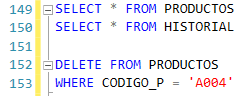 149 SELECT * FROM PRODUCTOS
150 SELECT * FROM HISTORIAL
151
152 DELETE FROM PRODUCTOS
153 WHERE CODIGO_P = 'A004'